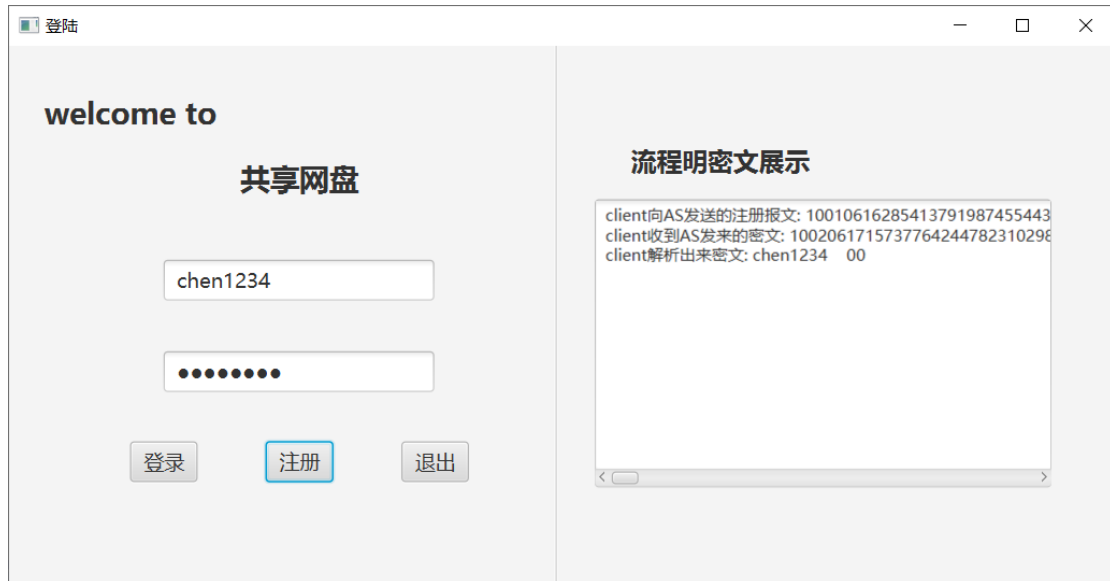 登陆
welcome to
共享网盘
chen1234
●●●●●●●●
登录 注册 退出
流程明密文展示
client向AS发送的注册报文: 10010616285413791987455443
client收到AS发来的密文: 1002061715737764244782310298
client解析出来密文: chen1234    00